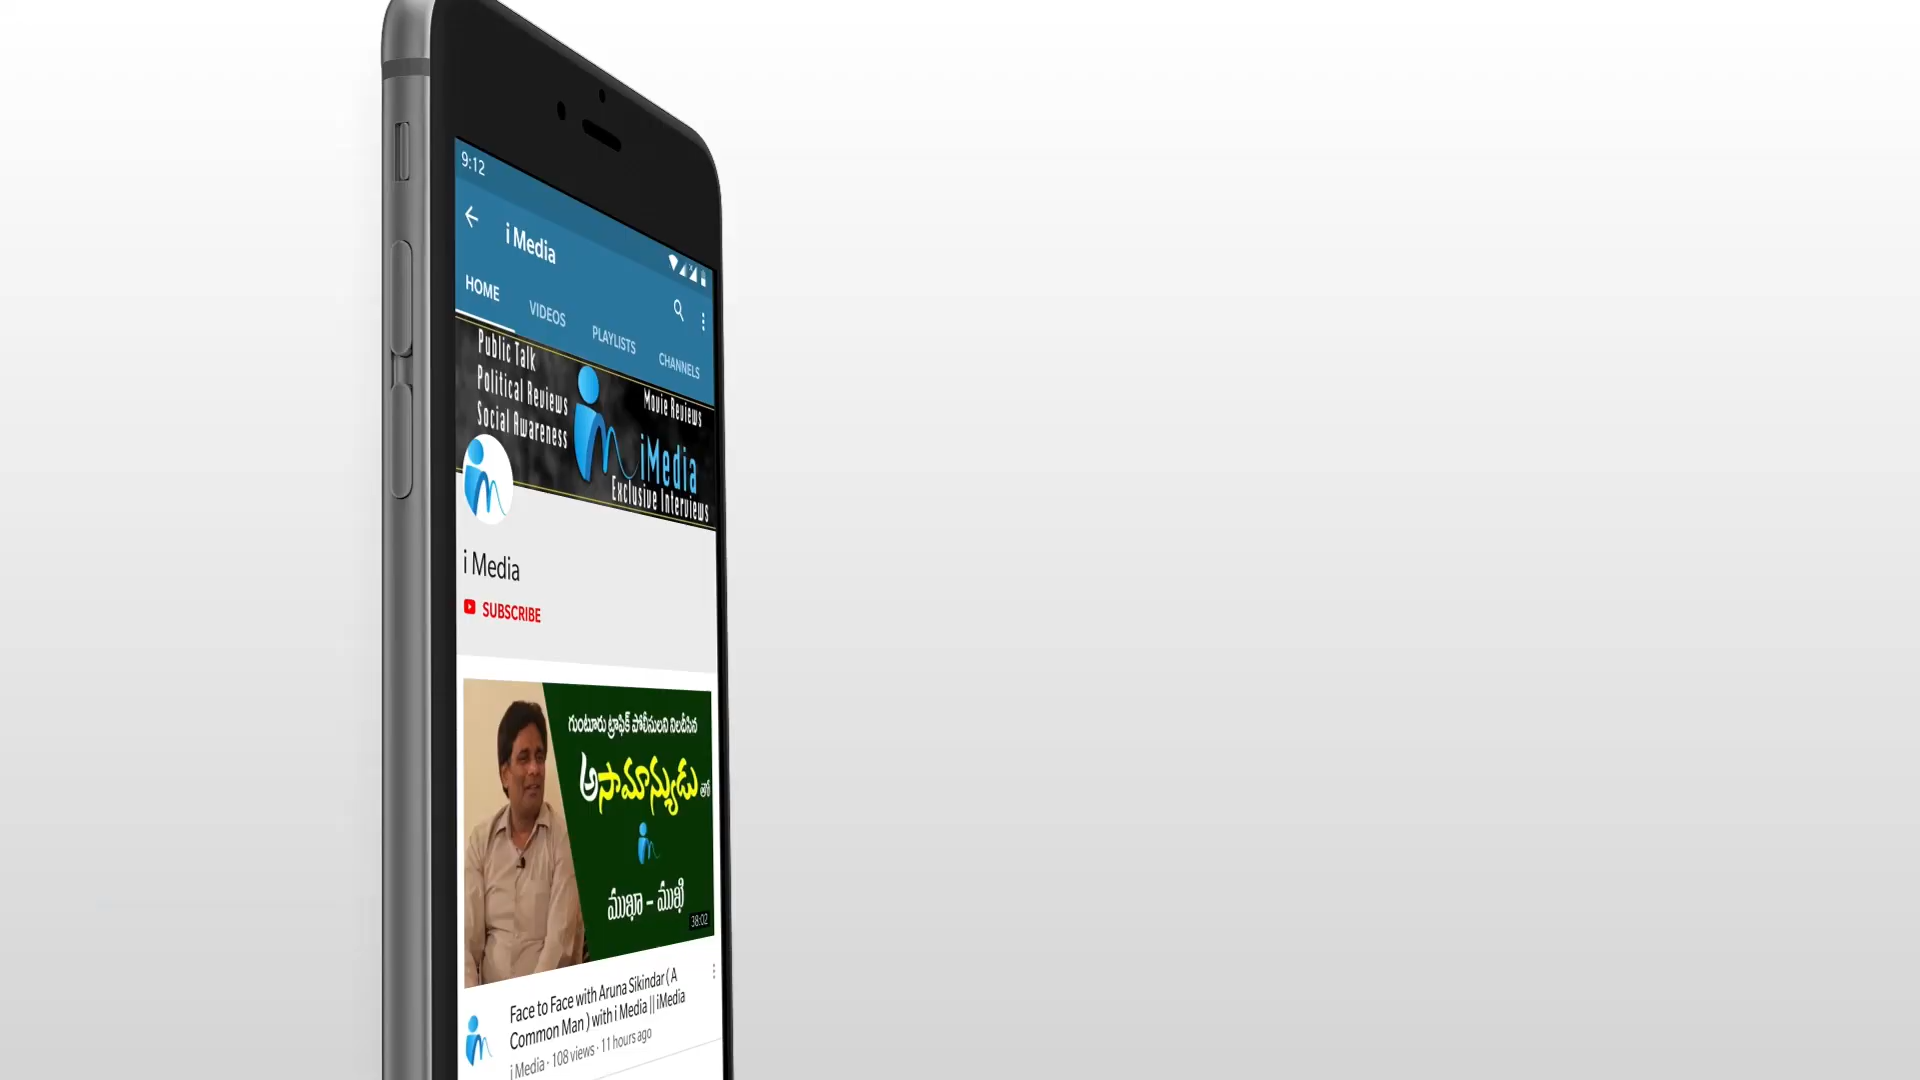 9:12
i Media
HOME
VIDEOS
PLAYLISTS
CHANNELS
Public Talk
Political Reviews
Social Awareness
Movie Reviews
iMedia
Exclusive Interviews
i Media
SUBSCRIBE
గుంటూరు ట్రాఫిక్ పోలీసులని నిలదీసిన
అసామాన్యుడు తో
ముఖా - ముఖి
38:02
Face to Face with Aruna Sikindar ( A
Common Man ) with i Media || iMedia
i Media · 108 views · 11 hours ago